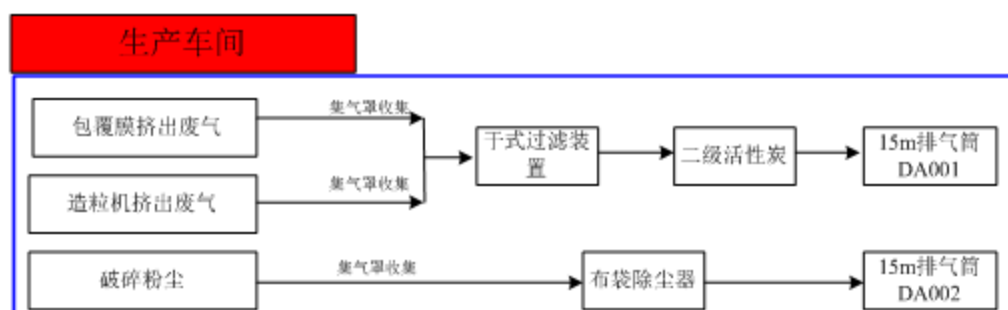 生产车间
包覆膜挤出废气
集气罩收集
造粒机挤出废气
集气罩收集
干式过滤装
置
二级活性炭
15m排气筒
DA001
破碎粉尘
集气罩收集
布袋除尘器
15m排气筒
DA002